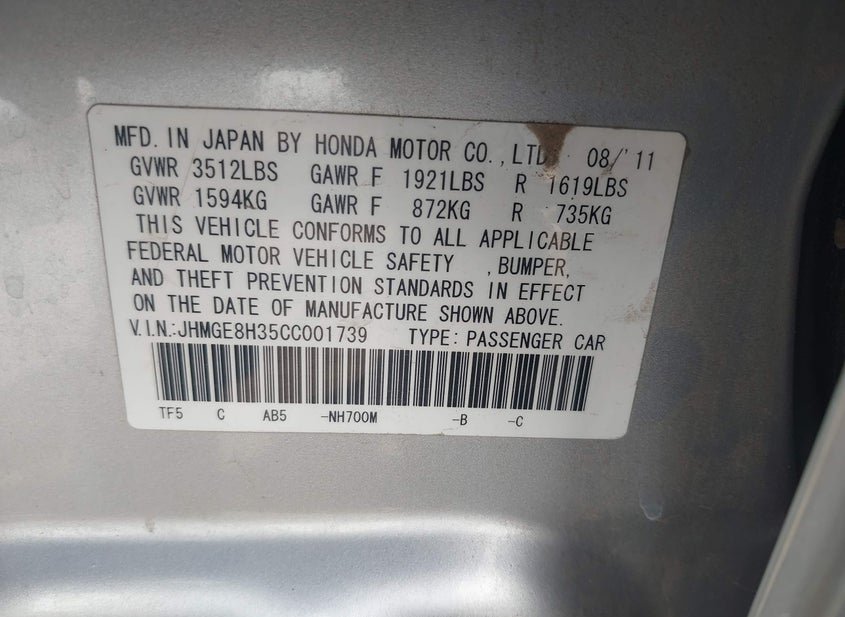 MFD. IN JAPAN BY HONDA MOTOR CO., LTD. 08/'11
GVWR 3512LBS GAWR F 1921LBS R 1619LBS
GVWR 1594KG GAWR F 872KG R 735KG
THIS VEHICLE CONFORMS TO ALL APPLICABLE
FEDERAL MOTOR VEHICLE SAFETY , BUMPER,
AND THEFT PREVENTION STANDARDS IN EFFECT
ON THE DATE OF MANUFACTURE SHOWN ABOVE.
V.I.N.:JHMGE8H35CC001739 TYPE: PASSENGER CAR
TF5 C AB5 -NH700M -B -C